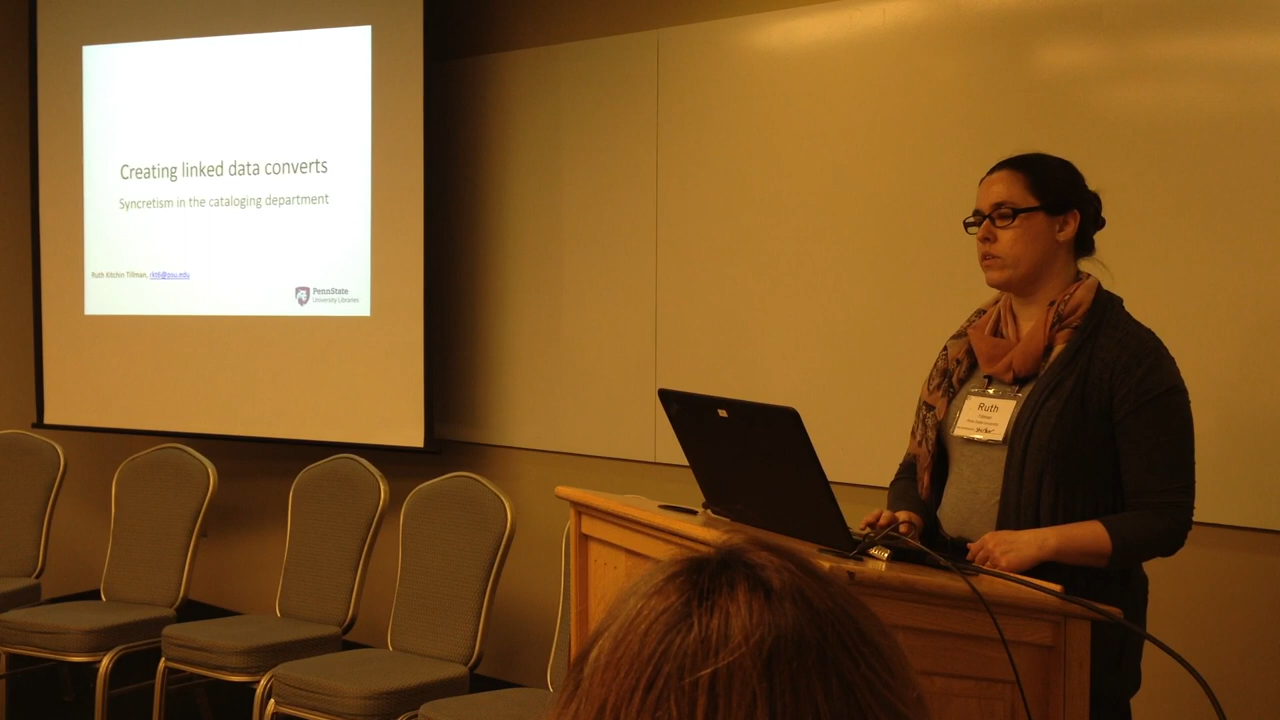 Creating linked data converts
Syncretism in the cataloging department
Ruth Kitchin Tillman, rkt6@psu.edu
PennState
University Libraries
Ruth
Tillman